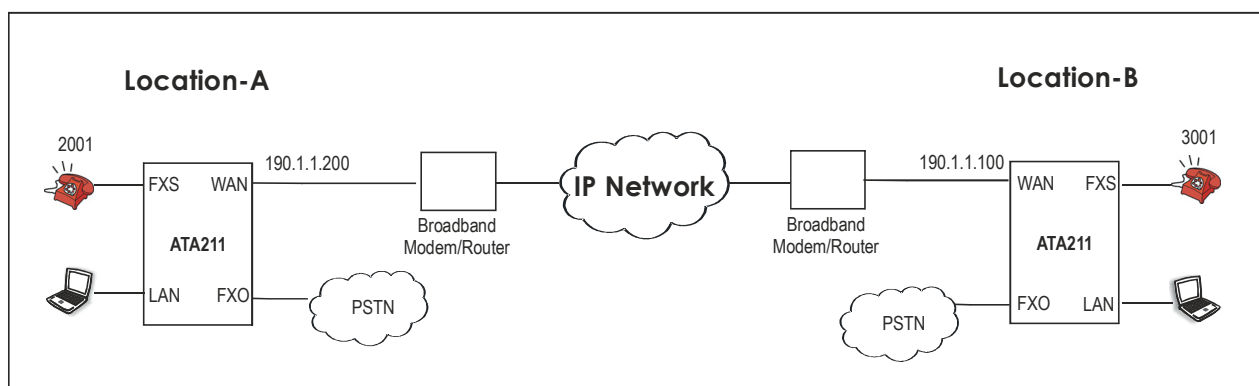 Location-A
Location-B
2001
3001
190.1.1.200
190.1.1.100
FXS
WAN
IP Network
WAN
FXS
Broadband
Modem/Router
Broadband
Modem/Router
ATA211
ATA211
LAN
FXO
PSTN
PSTN
FXO
LAN